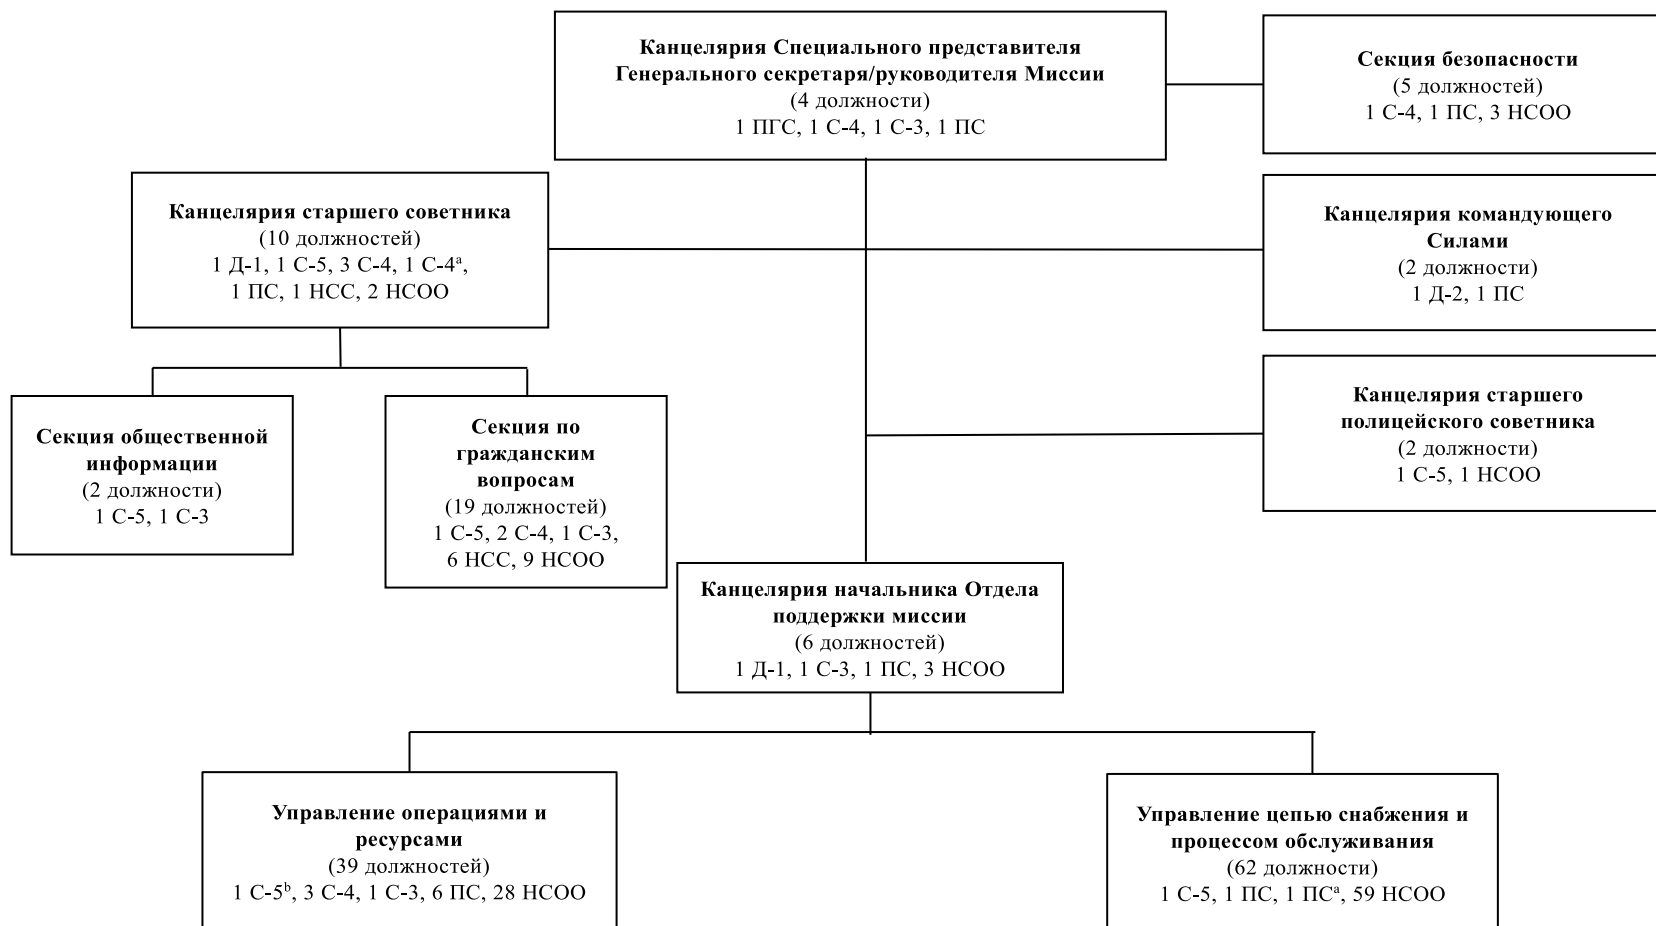 Канцелярия Специального представителя
Генерального секретаря/руководителя Миссии
(4 должности)
1 ПГС, 1 С-4, 1 С-3, 1 ПС
Секция безопасности
(5 должностей)
1 С-4, 1 ПС, 3 НСОО
Канцелярия старшего советника
(10 должностей)
1 Д-1, 1 С-5, 3 С-4, 1 С-4ᵃ,
1 ПС, 1 НСС, 2 НСОО
Канцелярия командующего
Силами
(2 должности)
1 Д-2, 1 ПС
Канцелярия старшего
полицейского советника
(2 должности)
1 С-5, 1 НСОО
Секция общественной
информации
(2 должности)
1 С-5, 1 С-3
Секция по
гражданским
вопросам
(19 должностей)
1 С-5, 2 С-4, 1 С-3,
6 НСС, 9 НСОО
Канцелярия начальника Отдела
поддержки миссии
(6 должностей)
1 Д-1, 1 С-3, 1 ПС, 3 НСОО
Управление операциями и
ресурсами
(39 должностей)
1 С-5ᵇ, 3 С-4, 1 С-3, 6 ПС, 28 НСОО
Управление цепью снабжения и
процессом обслуживания
(62 должности)
1 С-5, 1 ПС, 1 ПСᵃ, 59 НСОО